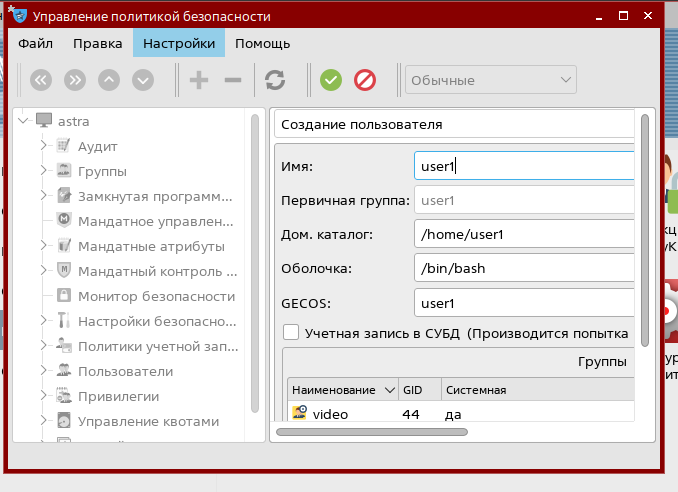 Управление политикой безопасности
Файл Правка Настройки Помощь
Обычные
astra
Аудит
Группы
Замкнутая программ...
Мандатное управлен...
Мандатные атрибуты
Мандатный контроль ...
Монитор безопасности
Настройки безопасно...
Политики учетной зап...
Пользователи
Привилегии
Управление квотами
Создание пользователя
Имя: user1
Первичная группа: user1
Дом. каталог: /home/user1
Оболочка: /bin/bash
GECOS: user1
Учетная запись в СУБД (Производится попытка
Группы
Наименование GID Системная
video 44 да